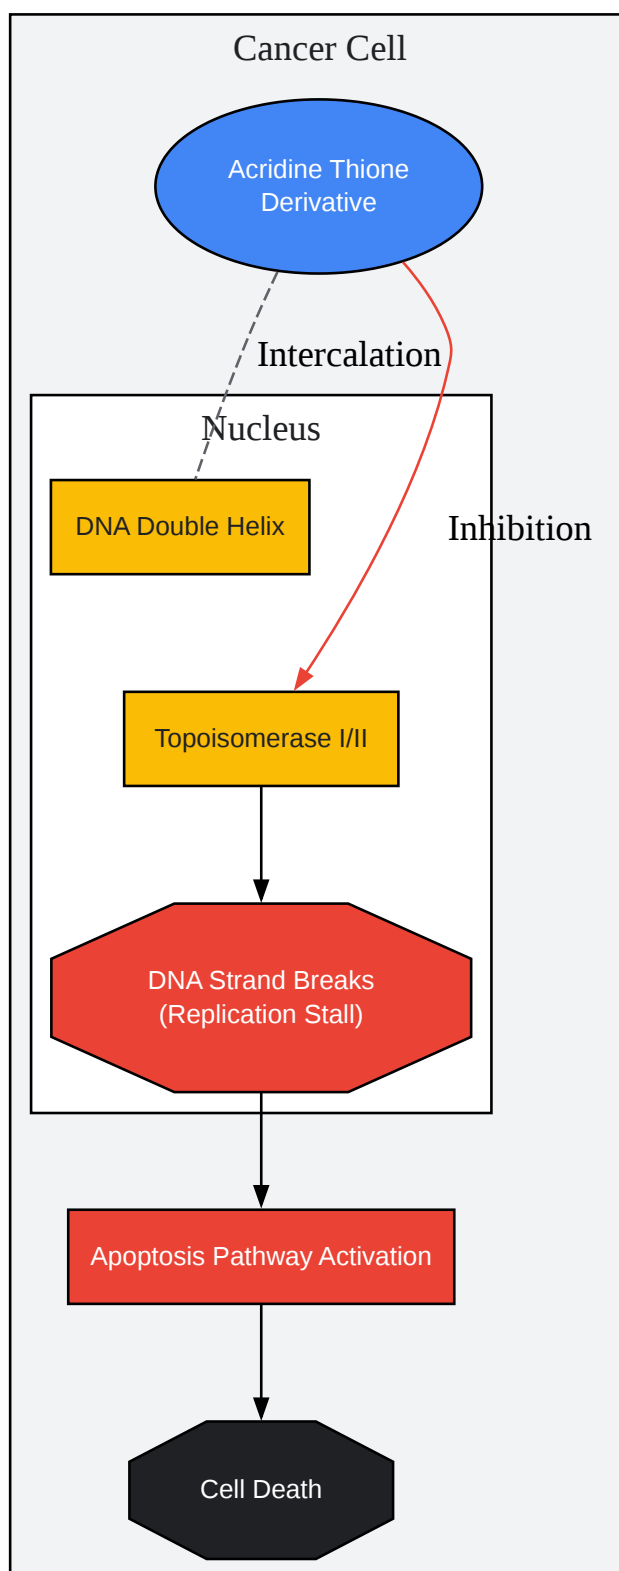 Cancer Cell
Acridine Thione
Derivative
Intercalation
Nucleus
DNA Double Helix
Inhibition
Topoisomerase I/II
DNA Strand Breaks
(Replication Stall)
Apoptosis Pathway Activation
Cell Death